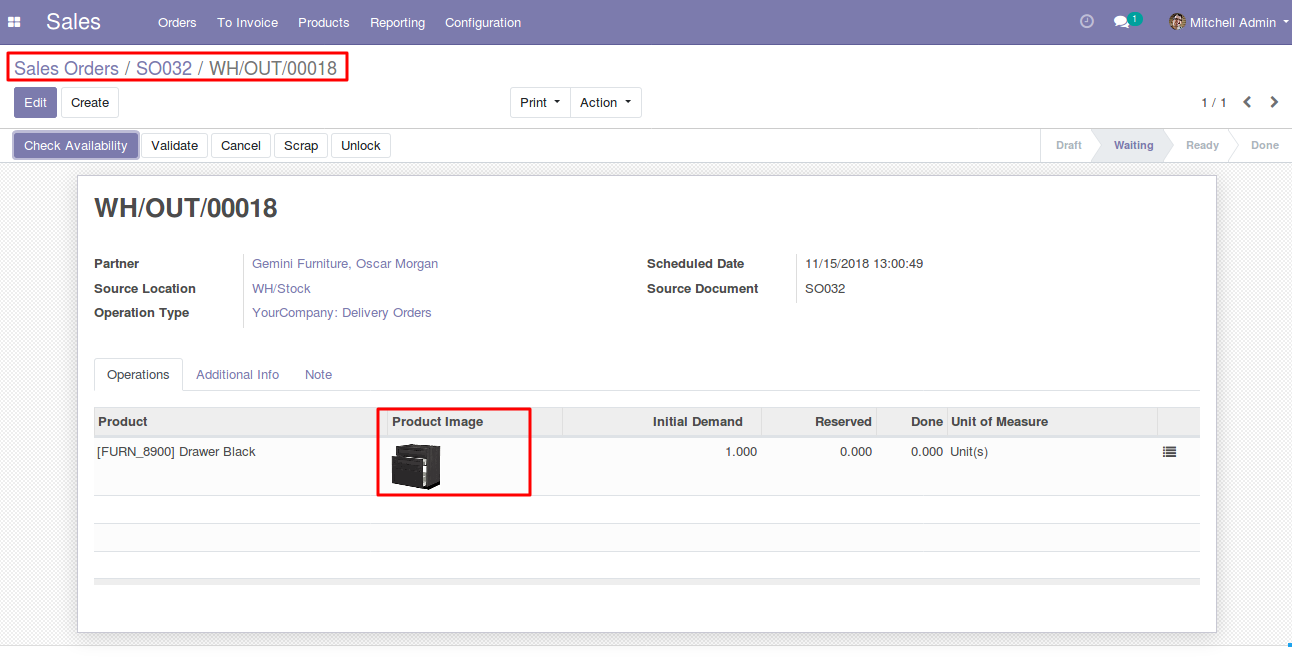 Sales Orders To Invoice Products Reporting Configuration 1 Mitchell Admin
Sales Orders / SO032 / WH/OUT/00018
Edit Create Print Action 1 / 1
Check Availability Validate Cancel Scrap Unlock Draft Waiting Ready Done
WH/OUT/00018
Partner Gemini Furniture, Oscar Morgan Scheduled Date 11/15/2018 13:00:49
Source Location WH/Stock Source Document SO032
Operation Type YourCompany: Delivery Orders
Operations Additional Info Note
Product Product Image Initial Demand Reserved Done Unit of Measure
[FURN_8900] Drawer Black 1.000 0.000 0.000 Unit(s)